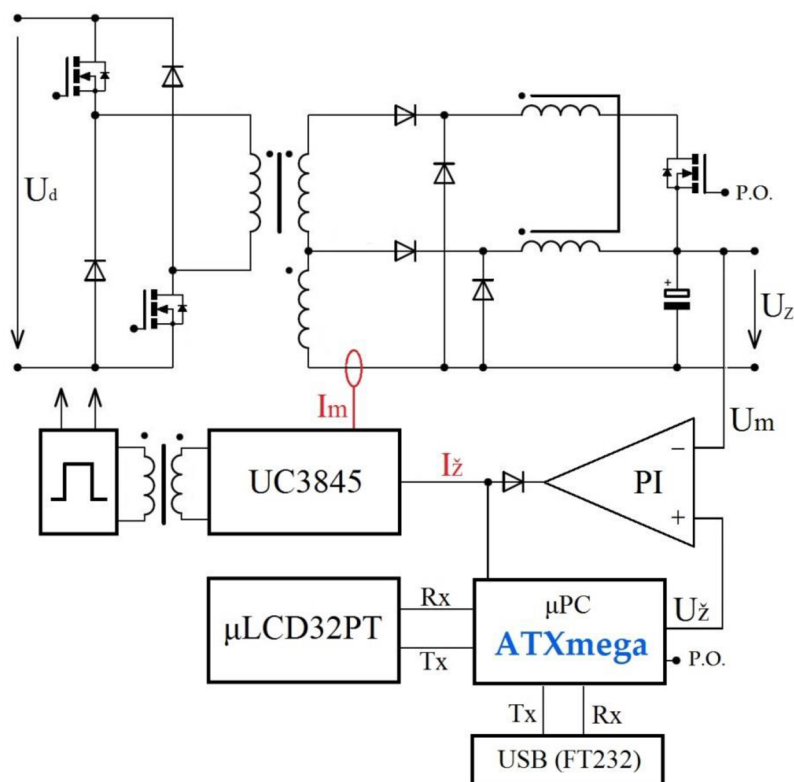 Ud
P.O.
UZ
Im
Um
UC3845
Iž
PI
−
+
+
μLCD32PT
Rx
Tx
μPC
ATXmega
Už
P.O.
Tx
Rx
USB (FT232)